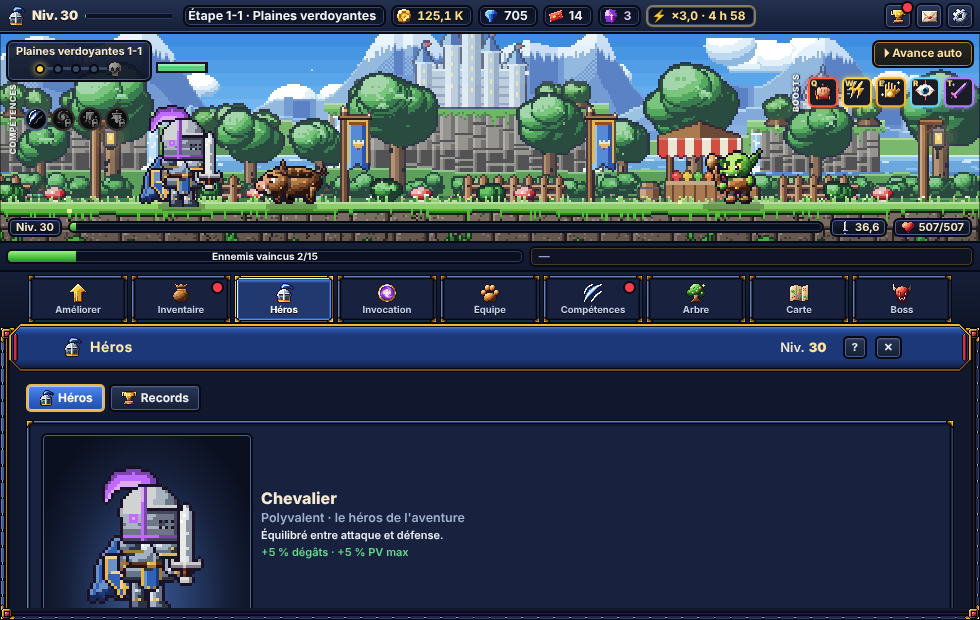 Niv. 30
Étape 1-1 · Plaines verdoyantes
125,1 K
705
14
3
×3,0 · 4 h 58
Plaines verdoyantes 1-1
Avance auto
COMPÉTENCES
BOOSTS
Niv. 30
36,6
507/507
Ennemis vaincus 2/15
—
Améliorer
Inventaire
Héros
Invocation
Equipe
Compétences
Arbre
Carte
Boss
Héros
Niv. 30
?
×
Héros
Records
Chevalier
Polyvalent · le héros de l'aventure
Équilibré entre attaque et défense.
+5 % dégâts · +5 % PV max